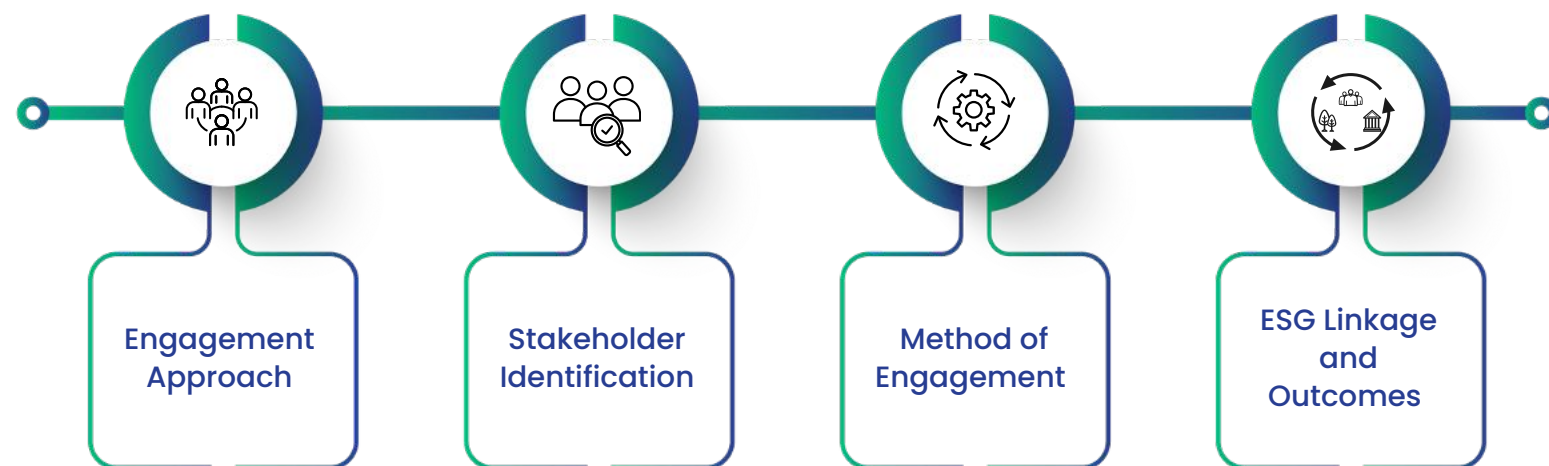 Engagement
Approach
Stakeholder
Identification
Method of
Engagement
ESG Linkage
and
Outcomes